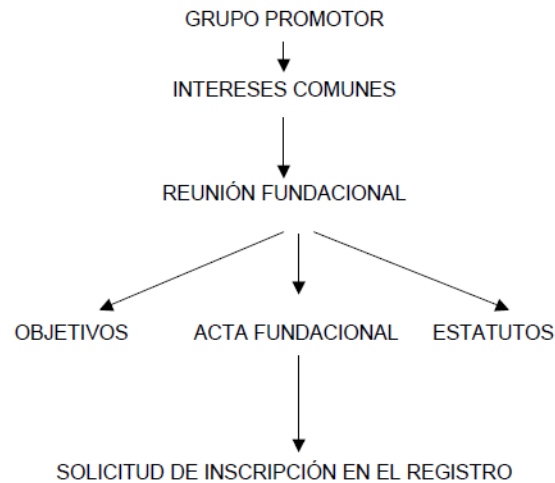 GRUPO PROMOTOR
INTERESES COMUNES
REUNIÓN FUNDACIONAL
OBJETIVOS ACTA FUNDACIONAL ESTATUTOS
SOLICITUD DE INSCRIPCIÓN EN EL REGISTRO